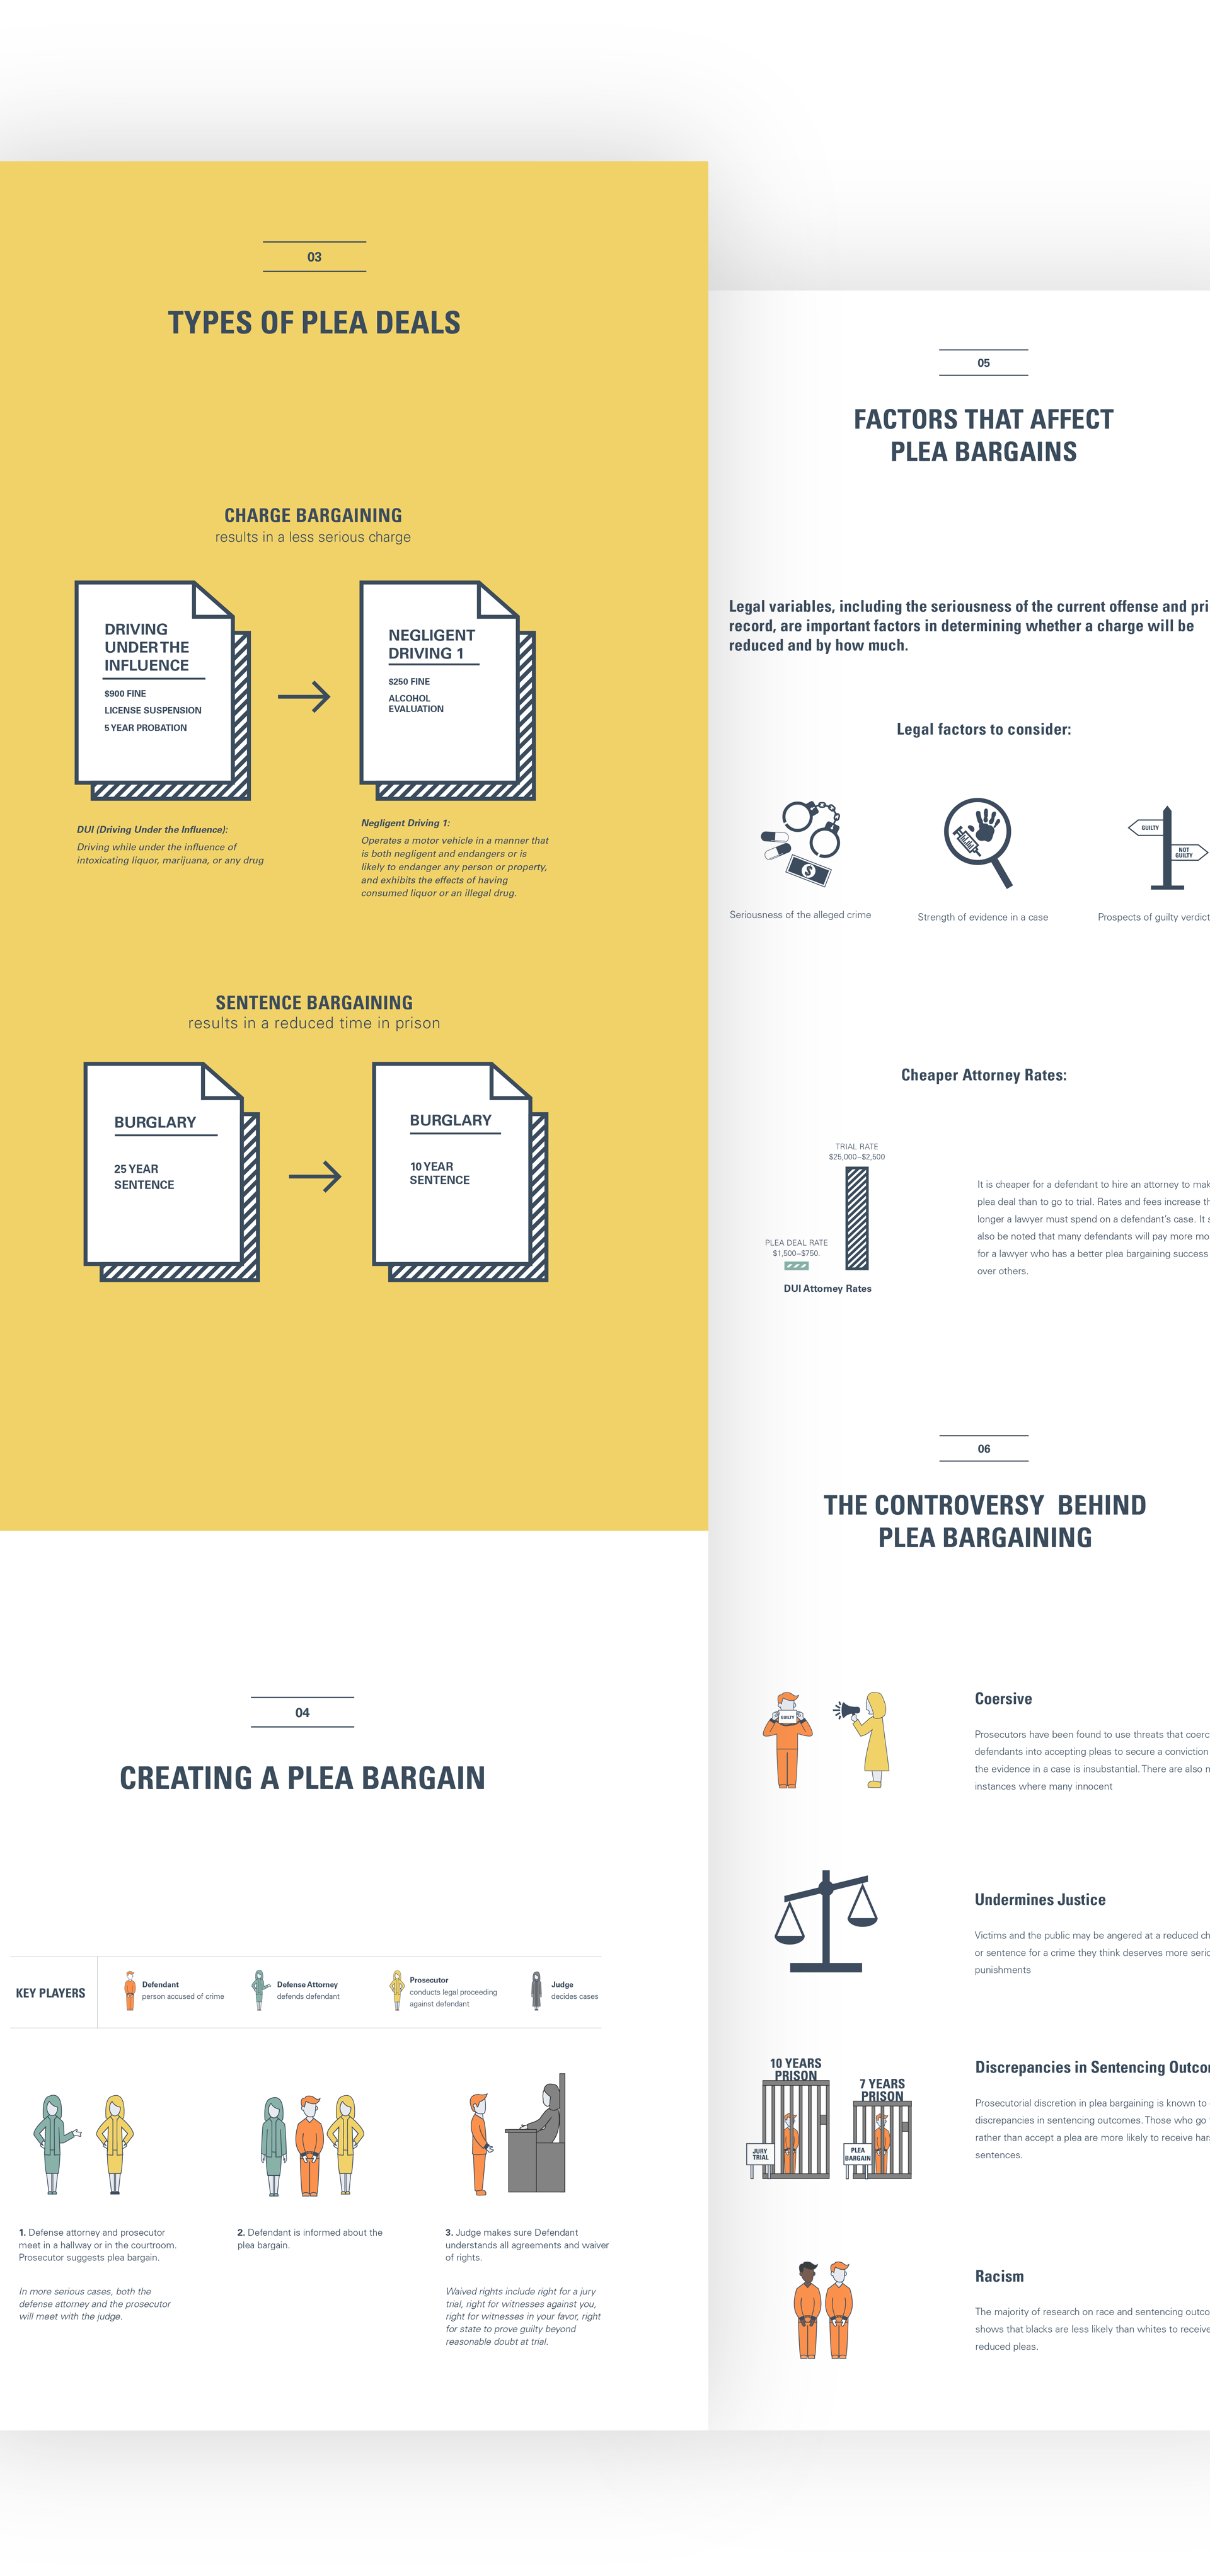 03
TYPES OF PLEA DEALS
CHARGE BARGAINING
results in a less serious charge
DRIVING
UNDER THE
INFLUENCE
$900 FINE
LICENSE SUSPENSION
5 YEAR PROBATION
NEGLIGENT
DRIVING 1
$250 FINE
ALCOHOL
EVALUATION
DUI (Driving Under the Influence):
Driving while under the influence of
intoxicating liquor, marijuana, or any drug
Negligent Driving 1:
Operates a motor vehicle in a manner that
is both negligent and endangers or is
likely to endanger any person or property,
and exhibits the effects of having
consumed liquor or an illegal drug.
SENTENCE BARGAINING
results in a reduced time in prison
BURGLARY
25 YEAR
SENTENCE
BURGLARY
10 YEAR
SENTENCE
04
CREATING A PLEA BARGAIN
KEY PLAYERS
Defendant
person accused of crime
Defense Attorney
defends defendant
Prosecutor
conducts legal proceeding
against defendant
Judge
decides cases
1. Defense attorney and prosecutor
meet in a hallway or in the courtroom.
Prosecutor suggests plea bargain.
In more serious cases, both the
defense attorney and the prosecutor
will meet with the judge.
2. Defendant is informed about the
plea bargain.
3. Judge makes sure Defendant
understands all agreements and waiver
of rights.
Waived rights include right for a jury
trial, right for witnesses against you,
right for witnesses in your favor, right
for state to prove guilty beyond
reasonable doubt at trial.
05
FACTORS THAT AFFECT
PLEA BARGAINS
Legal variables, including the seriousness of the current offense and pri
record, are important factors in determining whether a charge will be
reduced and by how much.
Legal factors to consider:
GUILTY
NOT
GUILTY
Seriousness of the alleged crime
Strength of evidence in a case
Prospects of guilty verdict
Cheaper Attorney Rates:
TRIAL RATE
$25,000–$2,500
PLEA DEAL RATE
$1,500–$750.
DUI Attorney Rates
It is cheaper for a defendant to hire an attorney to mak
plea deal than to go to trial. Rates and fees increase th
longer a lawyer must spend on a defendant's case. It s
also be noted that many defendants will pay more mo
for a lawyer who has a better plea bargaining success
over others.
06
THE CONTROVERSY BEHIND
PLEA BARGAINING
GUILTY
Coersive
Prosecutors have been found to use threats that coerc
defendants into accepting pleas to secure a conviction
the evidence in a case is insubstantial. There are also n
instances where many innocent
Undermines Justice
Victims and the public may be angered at a reduced ch
or sentence for a crime they think deserves more serio
punishments
10 YEARS
PRISON
7 YEARS
PRISON
JURY
TRIAL
PLEA
BARGAIN
Discrepancies in Sentencing Outcor
Prosecutorial discretion in plea bargaining is known to
discrepancies in sentencing outcomes. Those who go
rather than accept a plea are more likely to receive har
sentences.
Racism
The majority of research on race and sentencing outco
shows that blacks are less likely than whites to receive
reduced pleas.